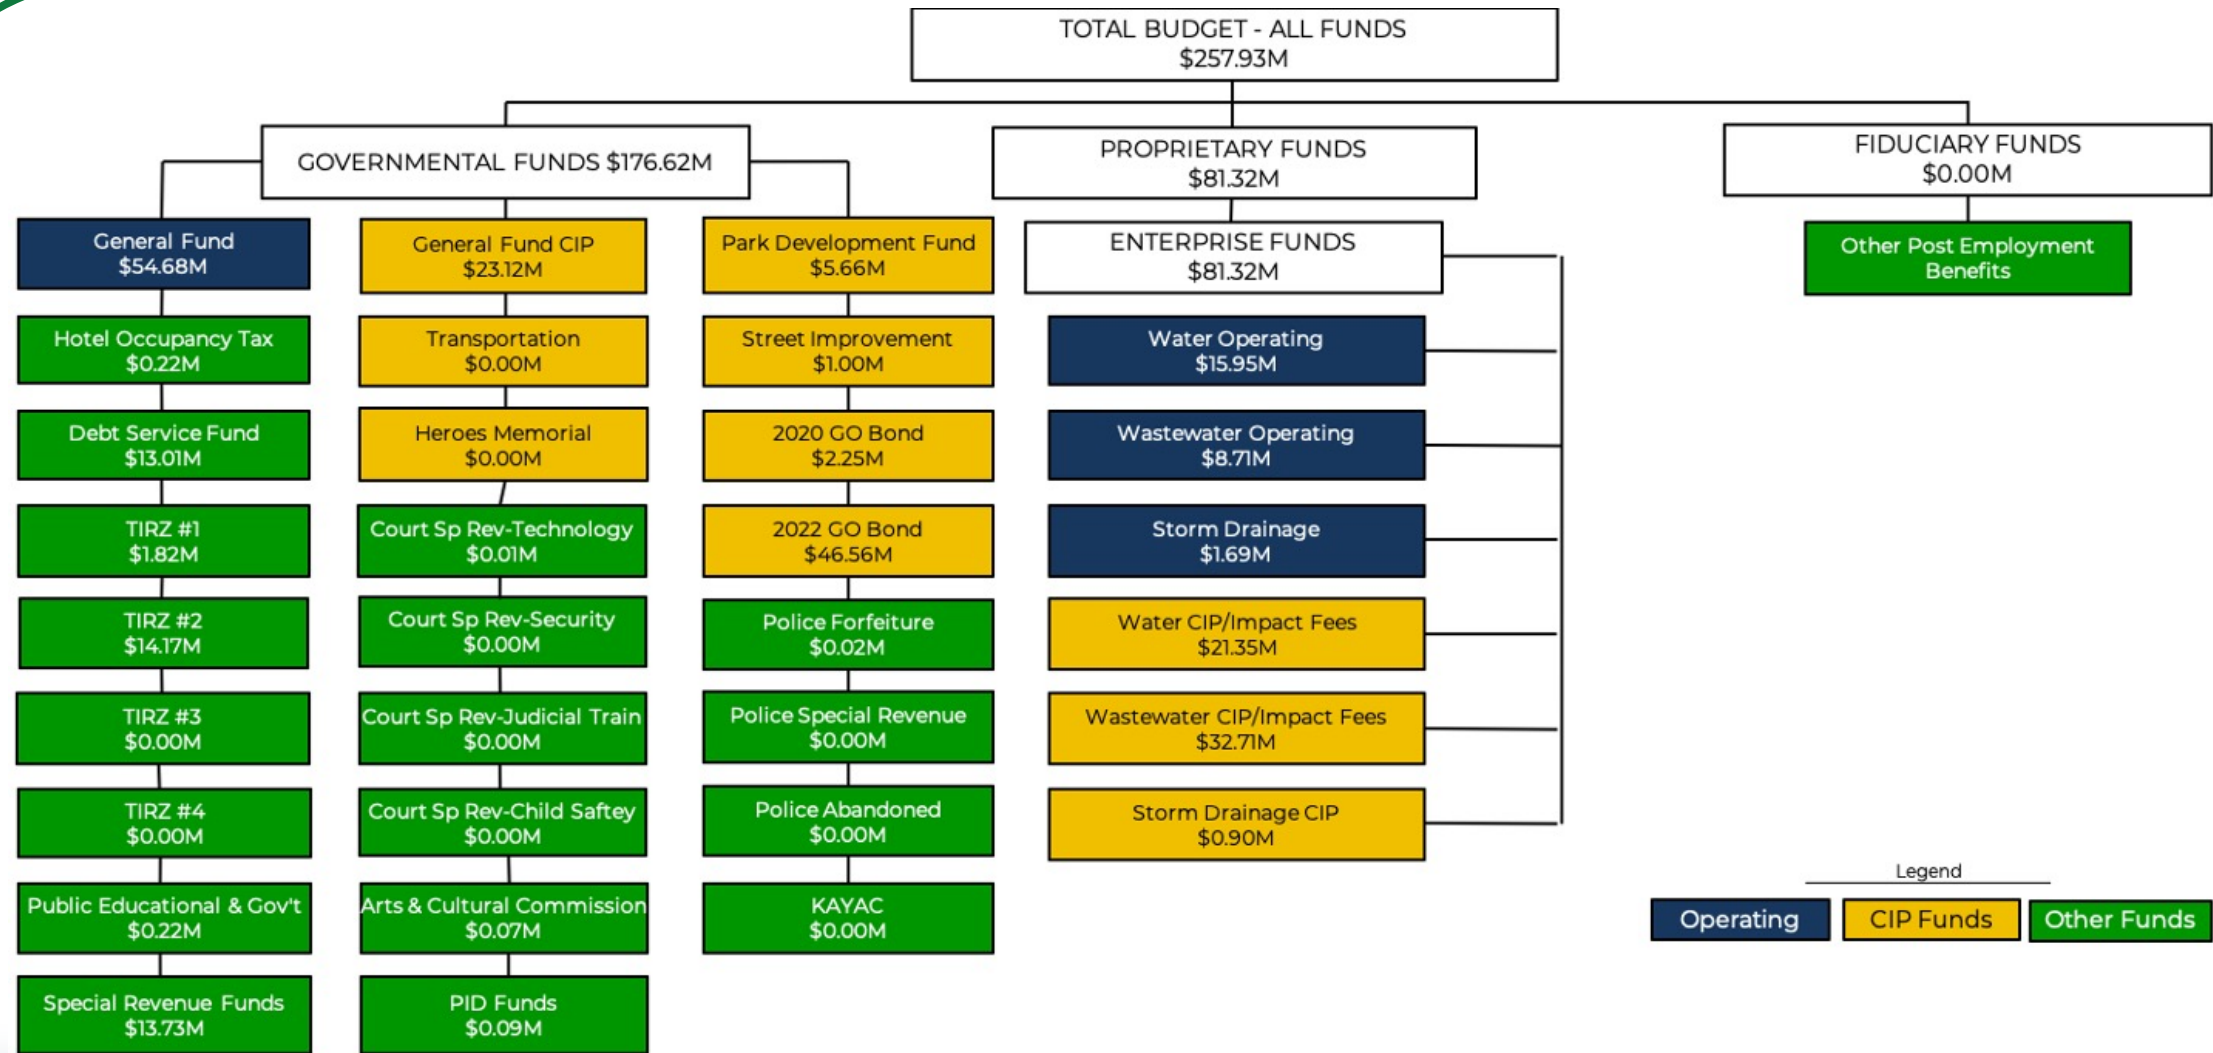 TOTAL BUDGET - ALL FUNDS
$257.93M
GOVERNMENTAL FUNDS $176.62M
PROPRIETARY FUNDS
$81.32M
FIDUCIARY FUNDS
$0.00M
General Fund
$54.68M
Hotel Occupancy Tax
$0.22M
Debt Service Fund
$13.01M
TIRZ #1
$1.82M
TIRZ #2
$14.17M
TIRZ #3
$0.00M
TIRZ #4
$0.00M
Public Educational & Gov't
$0.22M
Special Revenue Funds
$13.73M
General Fund CIP
$23.12M
Transportation
$0.00M
Heroes Memorial
$0.00M
Court Sp Rev-Technology
$0.01M
Court Sp Rev-Security
$0.00M
Court Sp Rev-Judicial Train
$0.00M
Court Sp Rev-Child Saftey
$0.00M
Arts & Cultural Commission
$0.07M
PID Funds
$0.09M
Park Development Fund
$5.66M
Street Improvement
$1.00M
2020 GO Bond
$2.25M
2022 GO Bond
$46.56M
Police Forfeiture
$0.02M
Police Special Revenue
$0.00M
Police Abandoned
$0.00M
KAYAC
$0.00M
ENTERPRISE FUNDS
$81.32M
Water Operating
$15.95M
Wastewater Operating
$8.71M
Storm Drainage
$1.69M
Water CIP/Impact Fees
$21.35M
Wastewater CIP/Impact Fees
$32.71M
Storm Drainage CIP
$0.90M
Other Post Employment
Benefits
Legend
Operating
CIP Funds
Other Funds